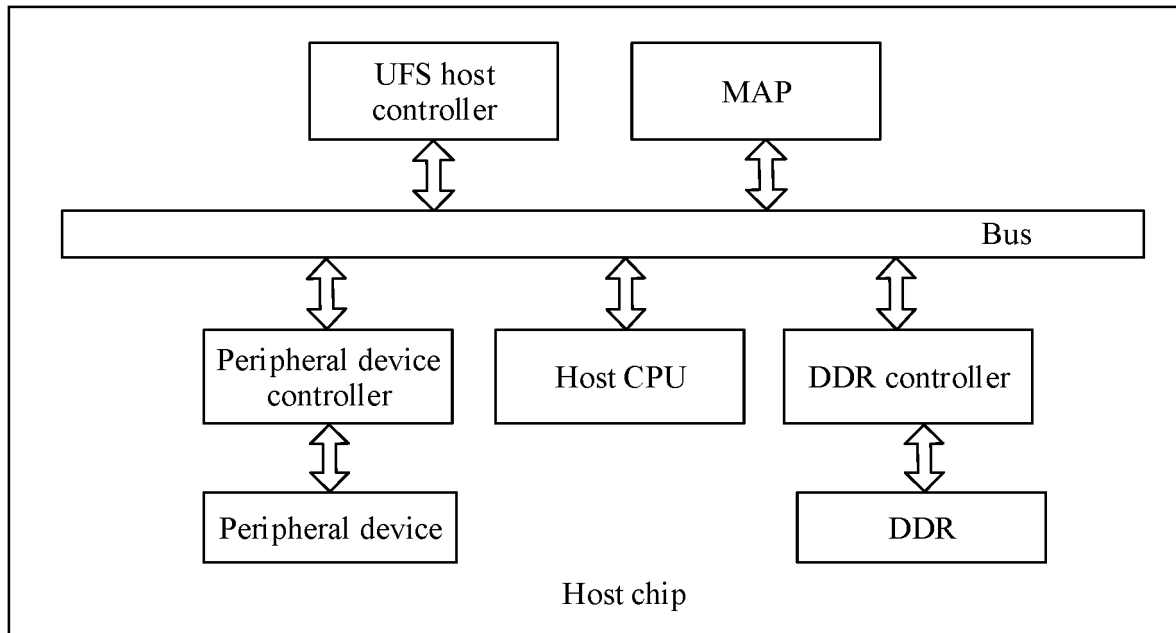 UFS host
controller
MAP
Bus
Peripheral device
controller
Host CPU
DDR controller
Peripheral device
DDR
Host chip